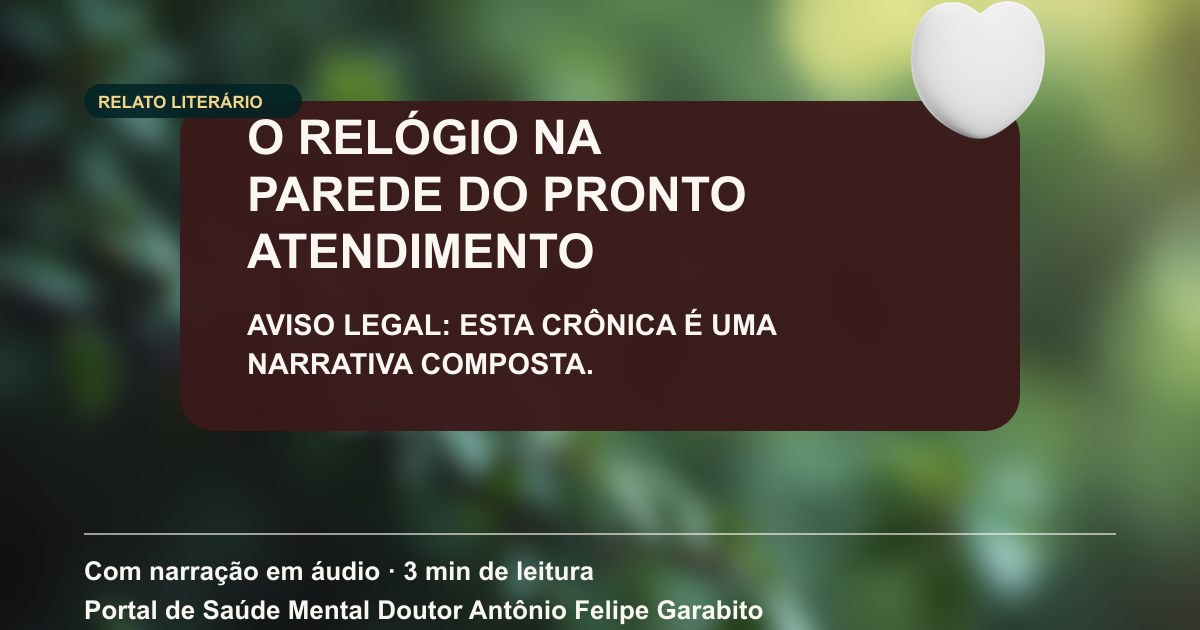 RELATO LITERÁRIO
O RELÓGIO NA
PAREDE DO PRONTO
ATENDIMENTO
AVISO LEGAL: ESTA CRÔNICA É UMA
NARRATIVA COMPOSTA.
Com narração em áudio · 3 min de leitura
Portal de Saúde Mental Doutor Antônio Felipe Garabito